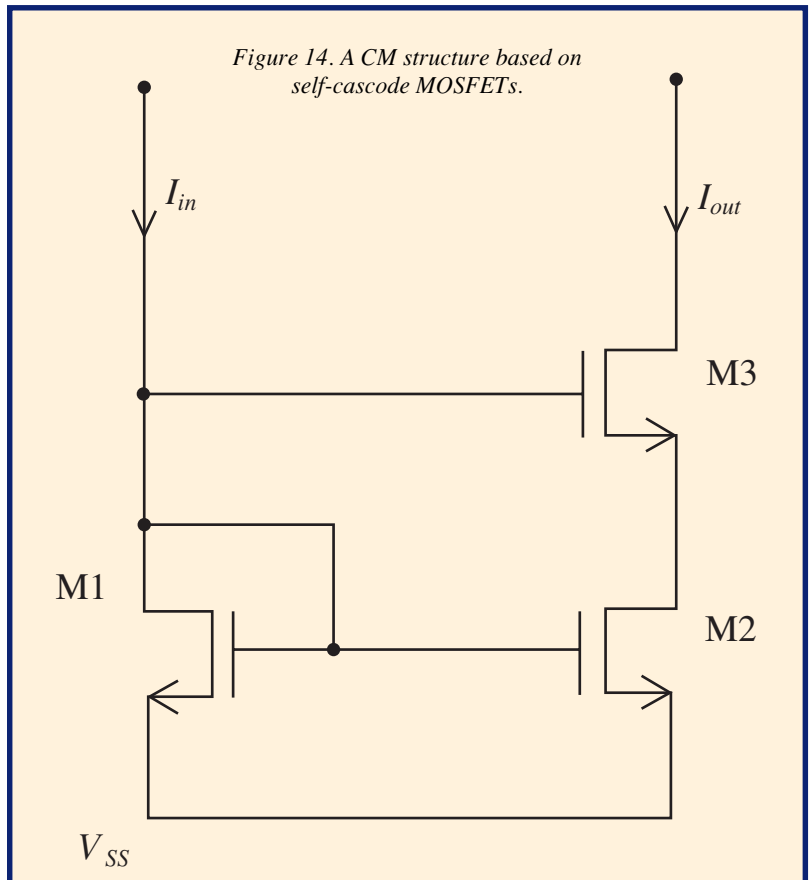 Figure 14. A CM structure based on
self-cascode MOSFETs.
I_in
I_out
M3
M1
M2
V_SS